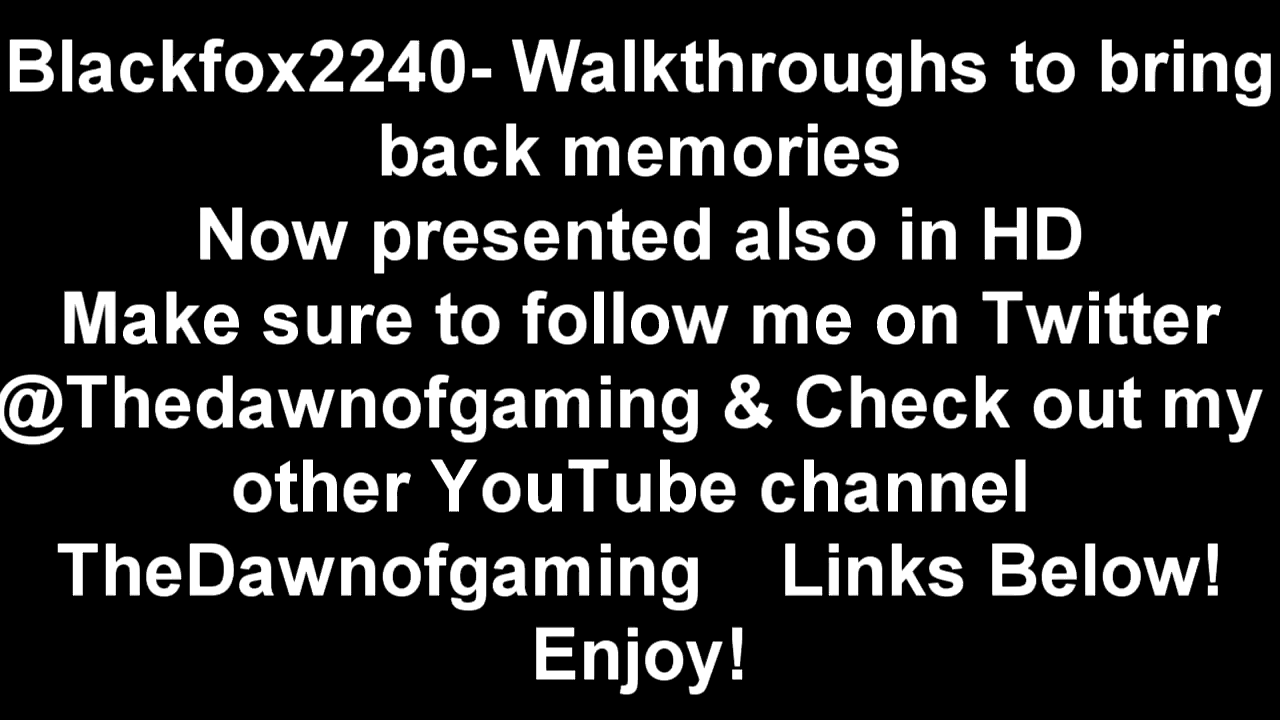 Blackfox2240- Walkthroughs to bring
back memories
Now presented also in HD
Make sure to follow me on Twitter
@Thedawnofgaming & Check out my
other YouTube channel
TheDawnofgaming    Links Below!
Enjoy!